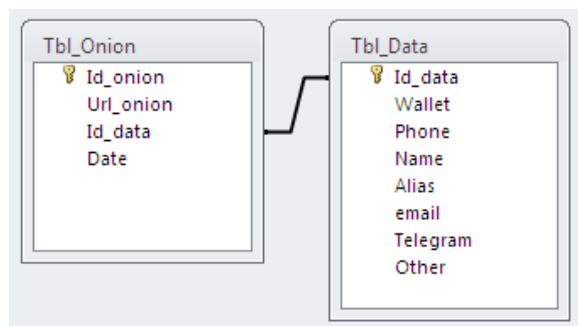 Tbl_Onion
Id_onion
Url_onion
Id_data
Date
Tbl_Data
Id_data
Wallet
Phone
Name
Alias
email
Telegram
Other